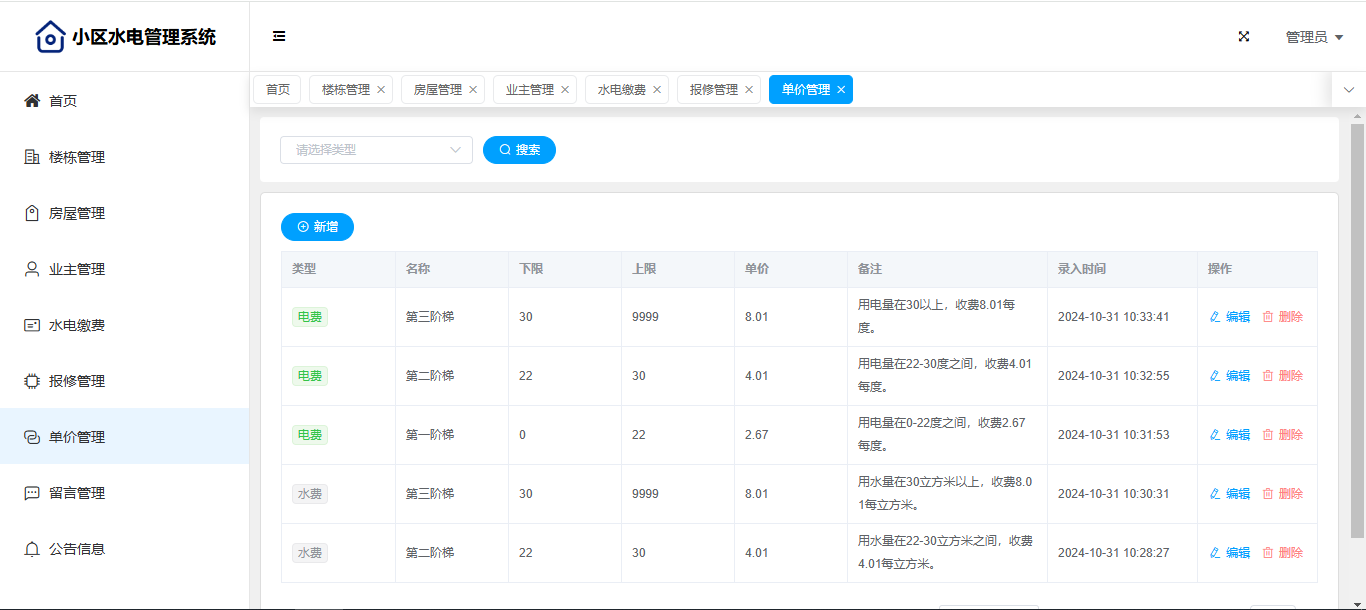 小区水电管理系统
管理员
首页
楼栋管理
房屋管理
业主管理
水电缴费
报修管理
单价管理
留言管理
公告信息
首页 楼栋管理 房屋管理 业主管理 水电缴费 报修管理 单价管理
请选择类型 搜索
新增
类型 名称 下限 上限 单价 备注 录入时间 操作
电费 第三阶梯 30 9999 8.01 用电量在30以上，收费8.01每
度。 2024-10-31 10:33:41 编辑 删除
电费 第二阶梯 22 30 4.01 用电量在22-30度之间，收费4.01
每度。 2024-10-31 10:32:55 编辑 删除
电费 第一阶梯 0 22 2.67 用电量在0-22度之间，收费2.67
每度。 2024-10-31 10:31:53 编辑 删除
水费 第三阶梯 30 9999 8.01 用水量在30立方米以上，收费8.0
1每立方米。 2024-10-31 10:30:31 编辑 删除
水费 第二阶梯 22 30 4.01 用水量在22-30立方米之间，收费
4.01每立方米。 2024-10-31 10:28:27 编辑 删除